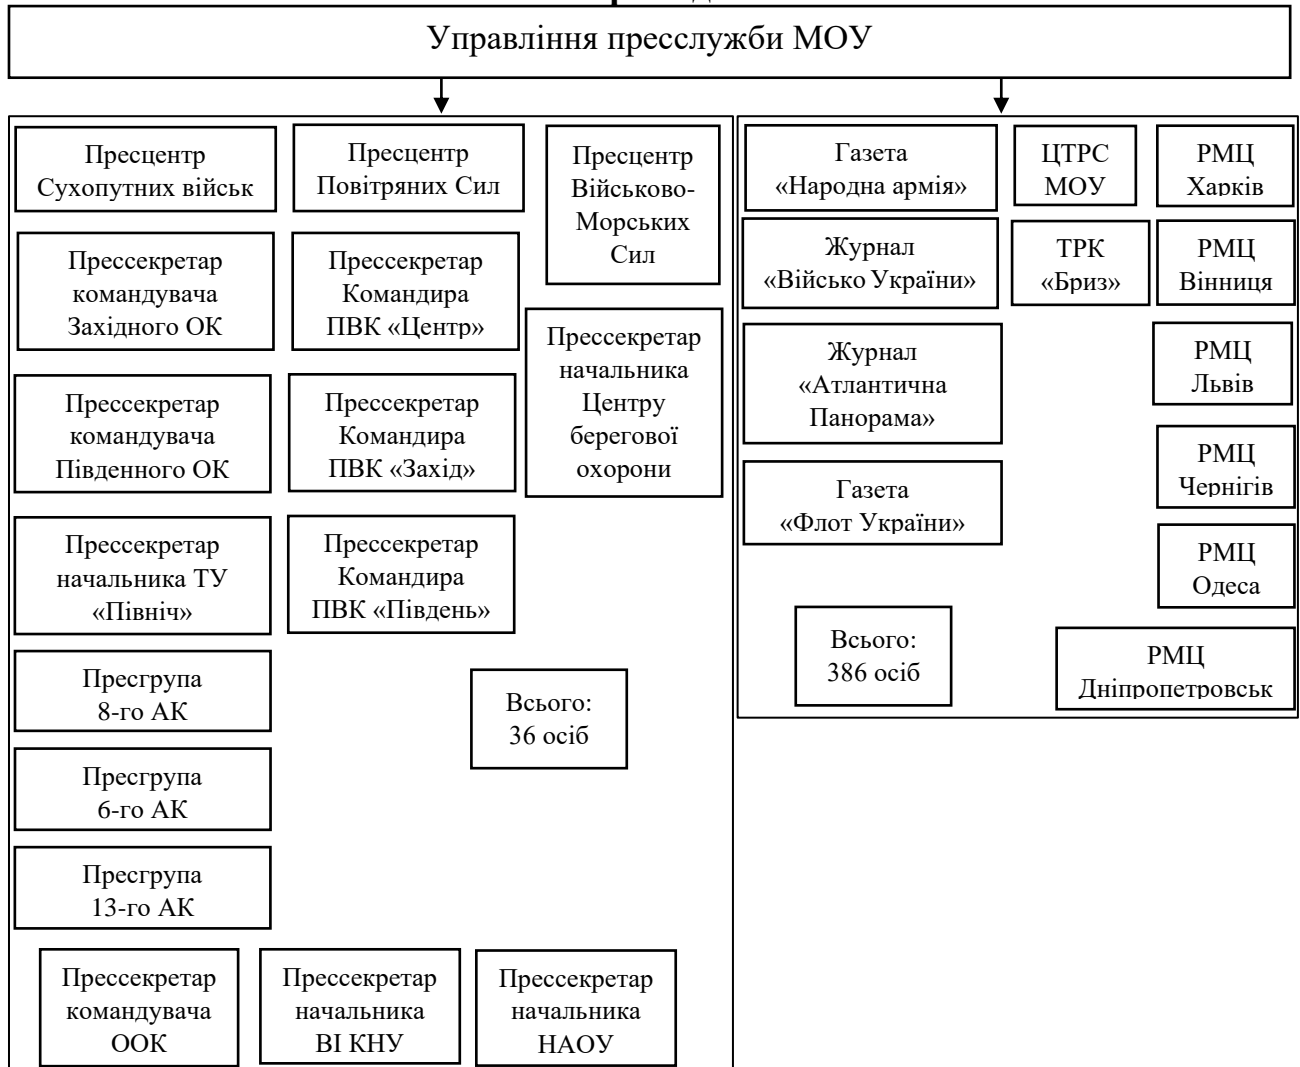 Управління пресслужби МОУ
Пресцентр
Сухопутних військ
Пресцентр
Повітряних Сил
Пресцентр
Військово-
Морських
Сил
Прессекретар
командувача
Західного ОК
Прессекретар
Командира
ПВК «Центр»
Прессекретар
начальника
Центру
берегової
охорони
Прессекретар
командувача
Південного ОК
Прессекретар
Командира
ПВК «Захід»
Прессекретар
начальника ТУ
«Північ»
Прессекретар
Командира
ПВК «Південь»
Пресгрупа
8-го АК
Всього:
36 осіб
Пресгрупа
6-го АК
Пресгрупа
13-го АК
Прессекретар
командувача
ООК
Прессекретар
начальника
ВІ КНУ
Прессекретар
начальника
НАОУ
Газета
«Народна армія»
ЦТРС
МОУ
РМЦ
Харків
Журнал
«Військо України»
ТРК
«Бриз»
РМЦ
Вінниця
Журнал
«Атлантична
Панорама»
РМЦ
Львів
Газета
«Флот України»
РМЦ
Чернігів
РМЦ
Одеса
Всього:
386 осіб
РМЦ
Дніпропетровськ